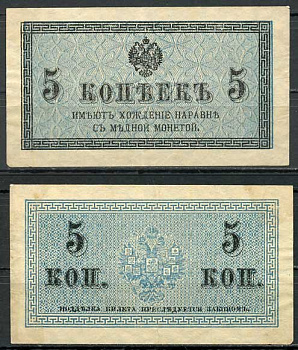 5 КОПѢЕКЪ 5
ИМѢЮТЪ ХОЖДЕНІЕ НАРАВНѢ
СЪ МѢДНОЙ МОНЕТОЙ.
5 5
КОП. КОП.
ПОДДѢЛКА БИЛЕТА ПРЕСЛѢДУЕТСЯ ЗАКОНОМЪ.